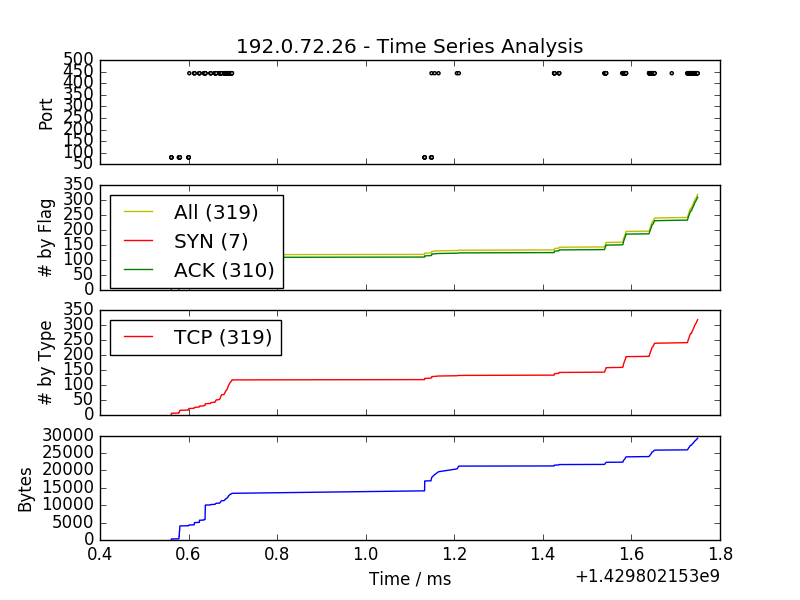 192.0.72.26 - Time Series Analysis
500
450
400
350
300
250
200
150
100
50
Port
350
300
250
200
150
100
50
0
# by Flag
All (319)
SYN (7)
ACK (310)
350
300
250
200
150
100
50
0
# by Type
TCP (319)
30000
25000
20000
15000
10000
5000
0
Bytes
0.4 0.6 0.8 1.0 1.2 1.4 1.6 1.8
Time / ms
+1.429802153e9